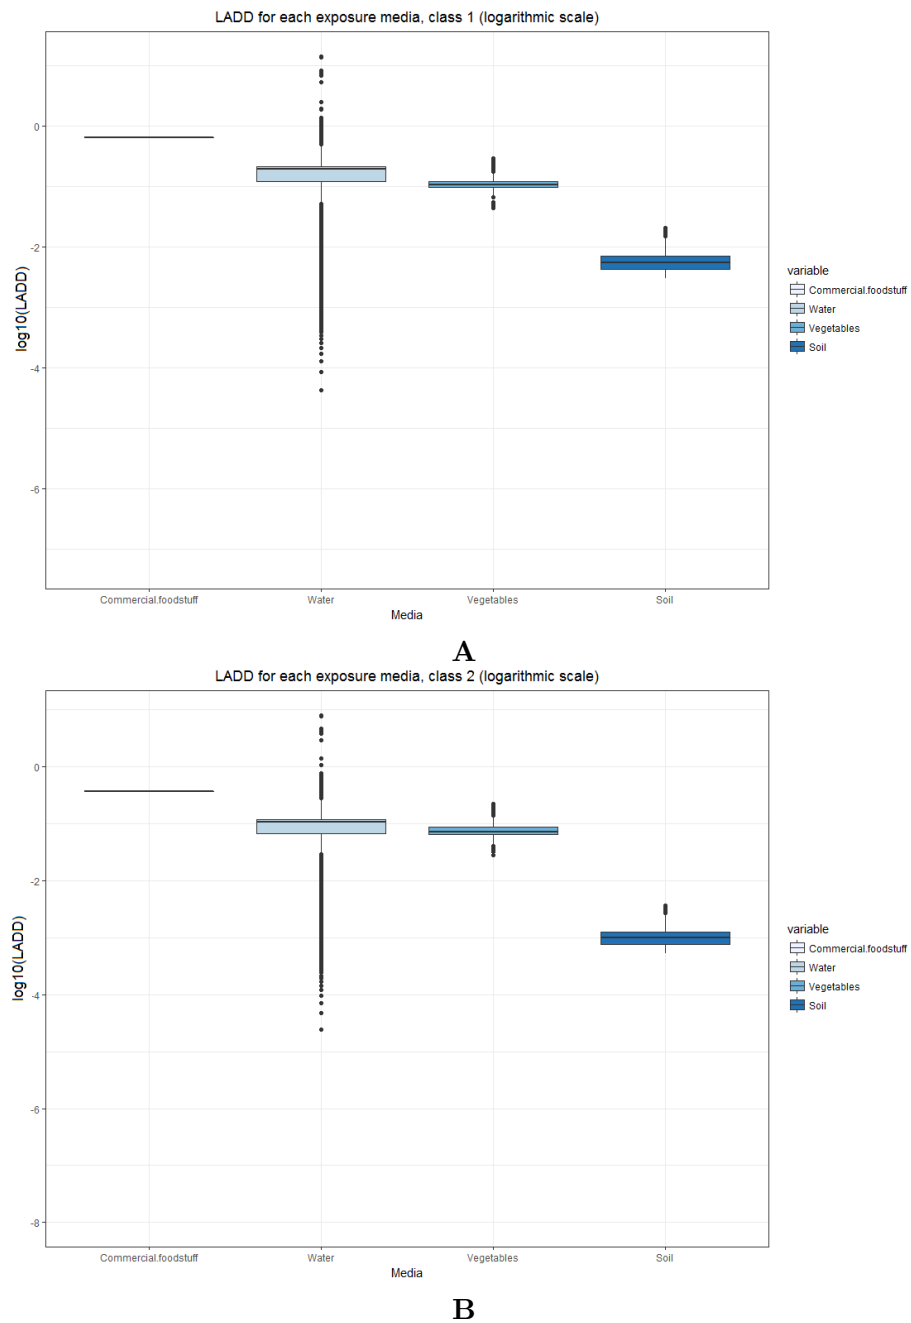 LADD for each exposure media, class 1 (logarithmic scale)
0
-2
-4
-6
log10(LADD)
Commercial.foodstuff Water Vegetables Soil
Media
variable
Commercial.foodstuff
Water
Vegetables
Soil
A
LADD for each exposure media, class 2 (logarithmic scale)
0
-2
-4
-6
-8
log10(LADD)
Commercial.foodstuff Water Vegetables Soil
Media
variable
Commercial.foodstuff
Water
Vegetables
Soil
B